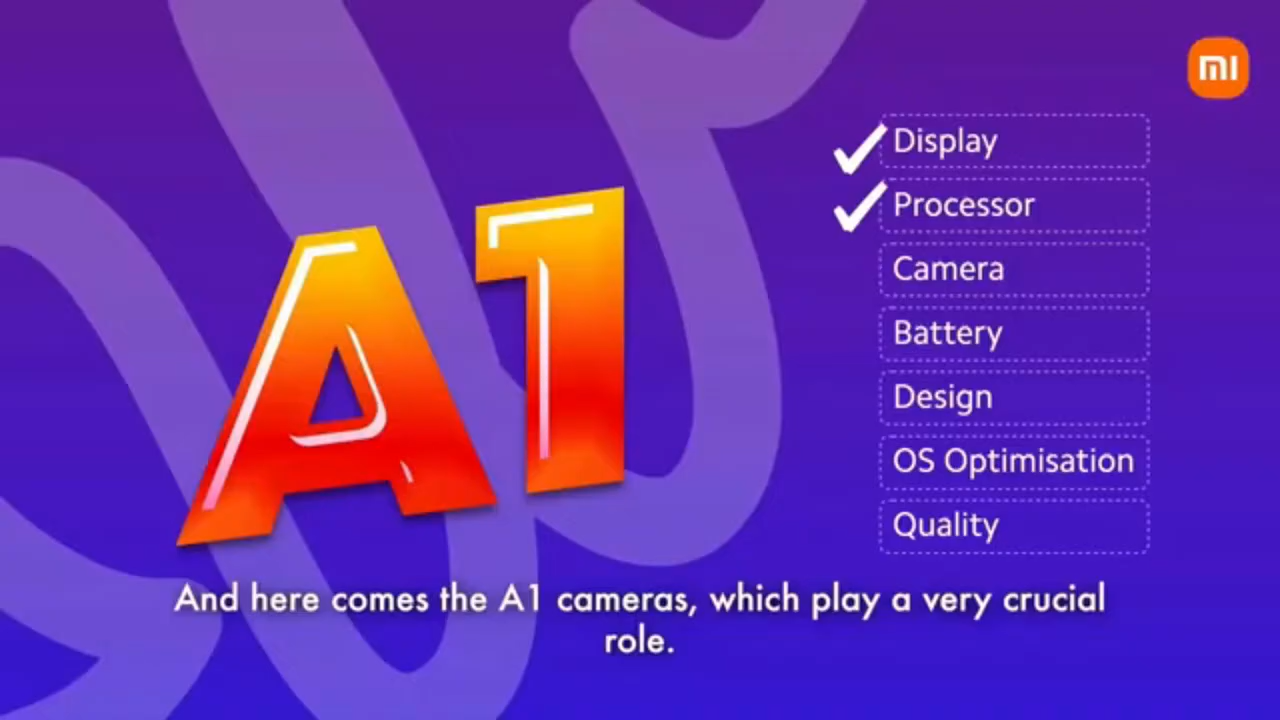 mi
Display
Processor
Camera
Battery
Design
OS Optimisation
Quality
A1
And here comes the A1 cameras, which play a very crucial
role.